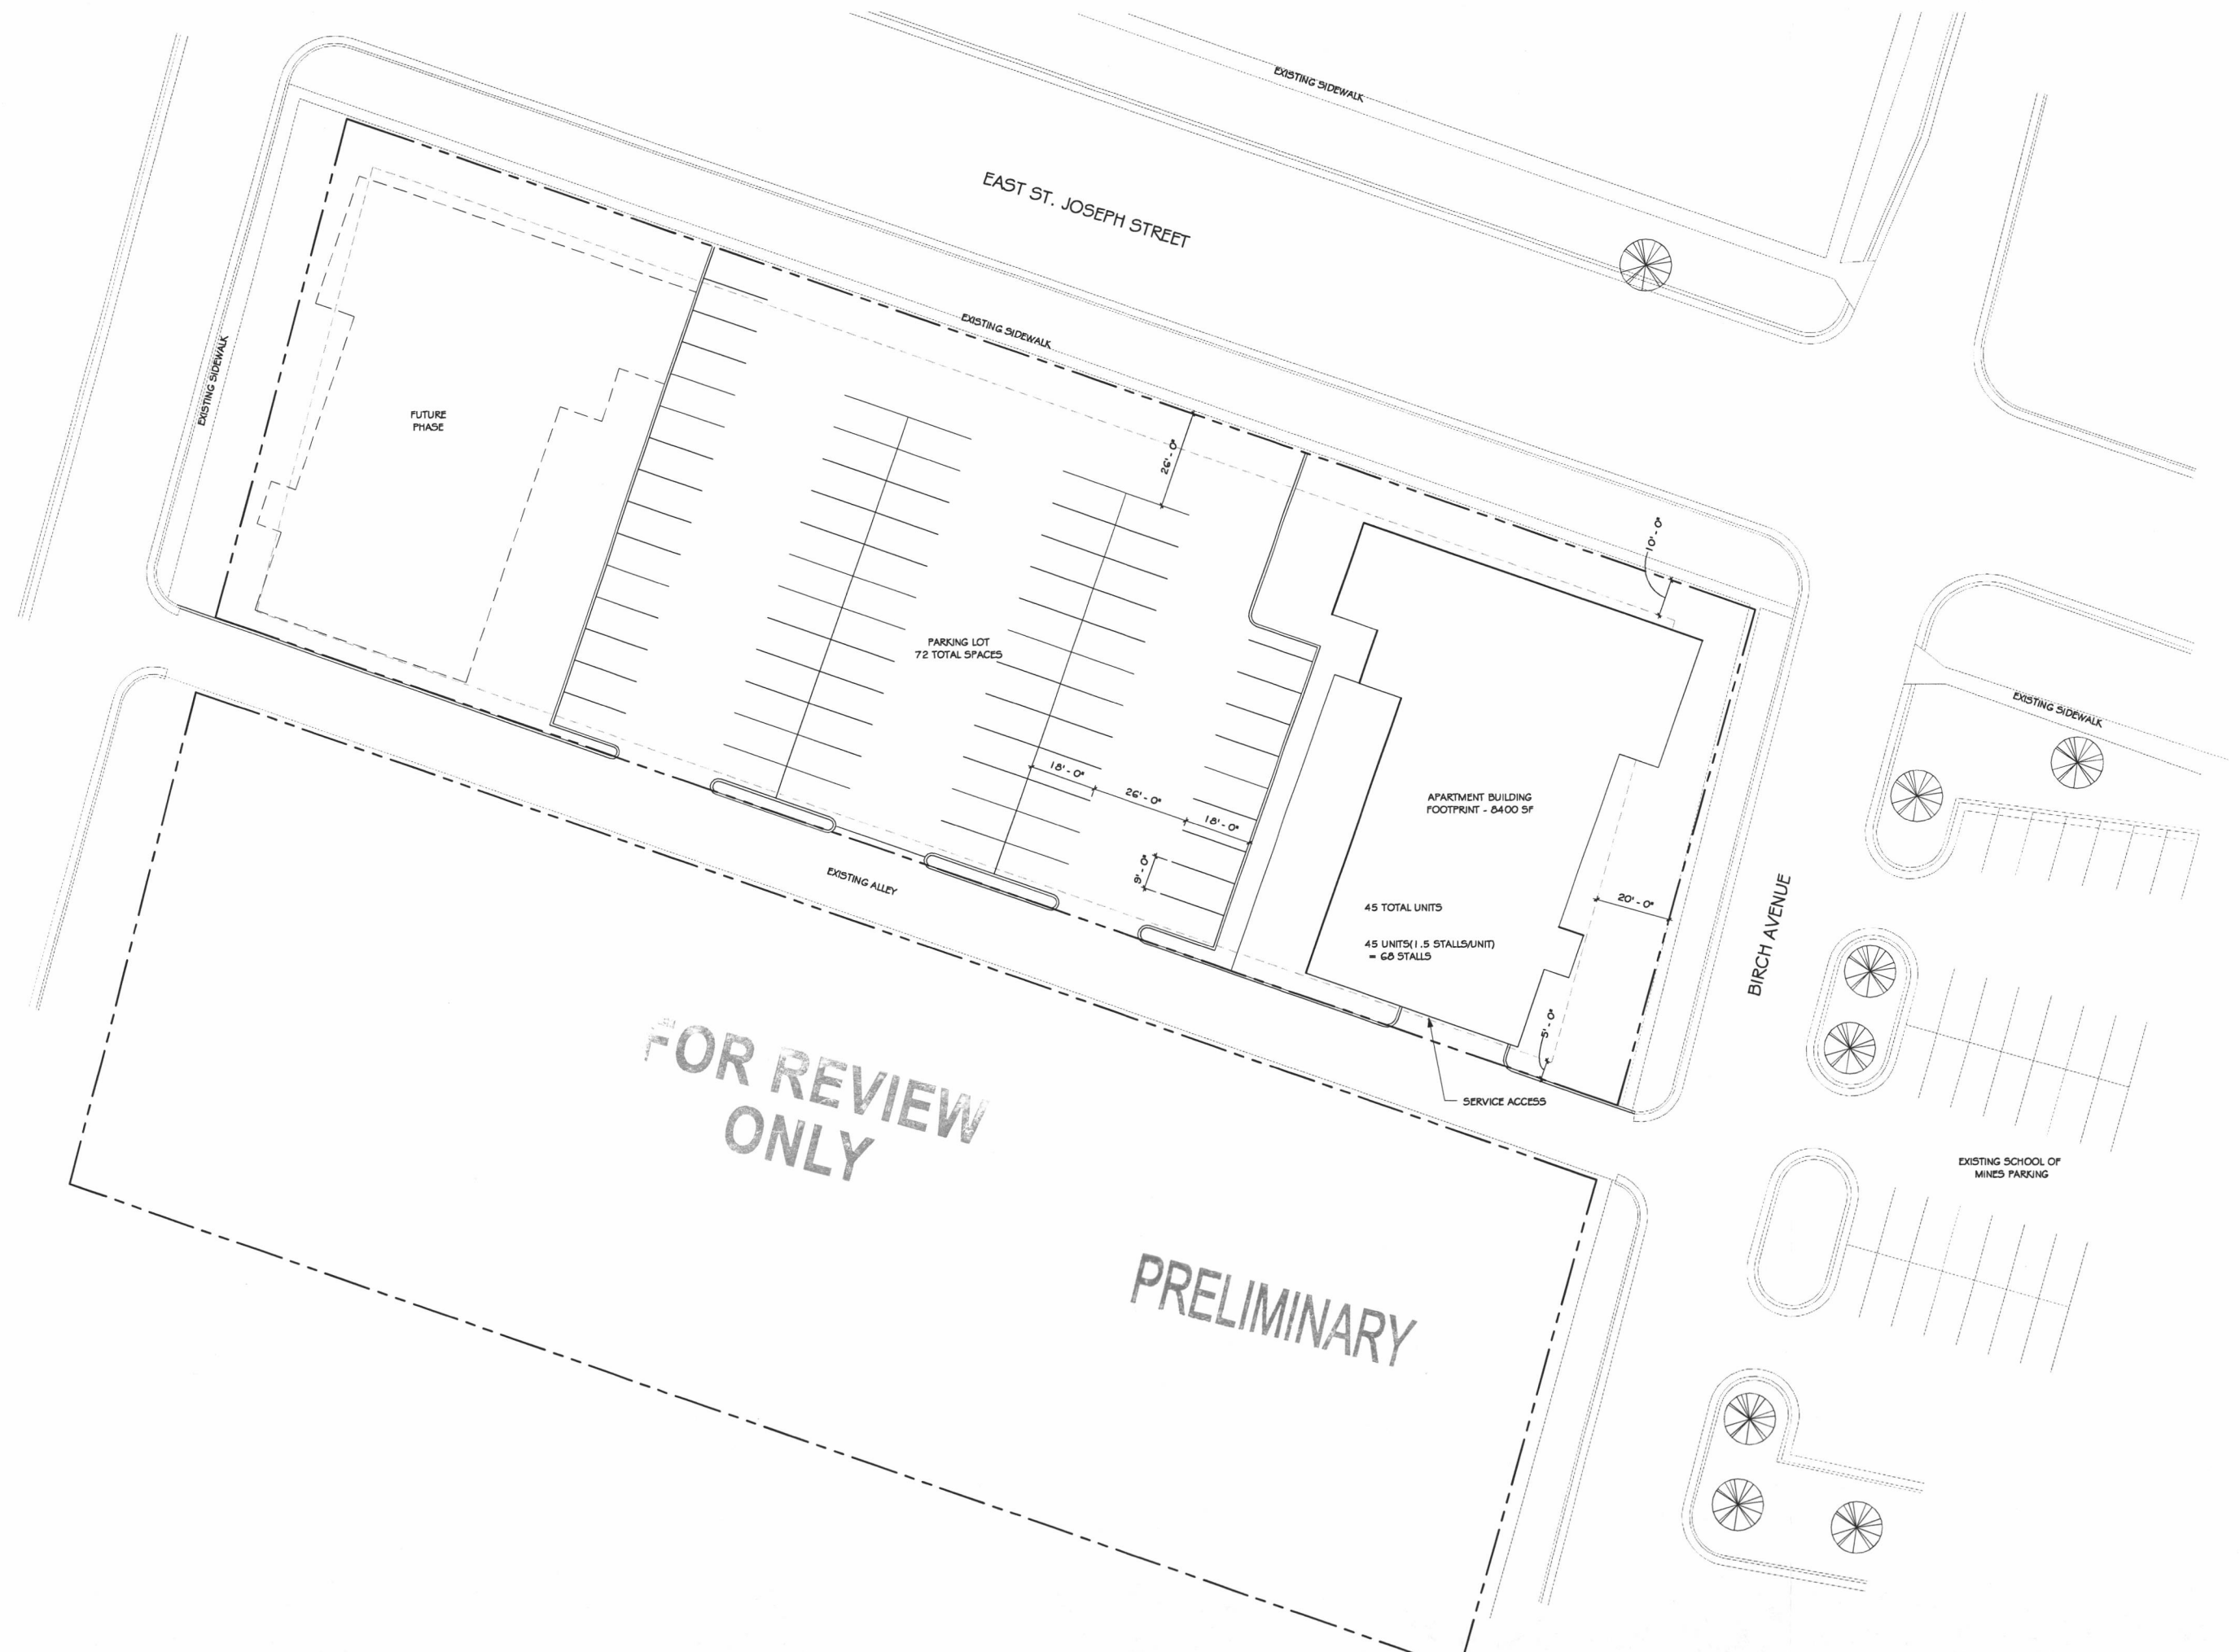 EXISTING SIDEWALK
EAST ST. JOSEPH STREET
EXISTING SIDEWALK
EXISTING SIDEWALK
FUTURE
PHASE
26' - 0"
10' - 0"
PARKING LOT
72 TOTAL SPACES
EXISTING SIDEWALK
18' - 0"
26' - 0"
18' - 0"
9' - 0"
APARTMENT BUILDING
FOOTPRINT - 8400 SF
EXISTING ALLEY
45 TOTAL UNITS
45 UNITS(1.5 STALLS/UNIT)
= 68 STALLS
20' - 0"
BIRCH AVENUE
5' - 0"
SERVICE ACCESS
FOR REVIEW
ONLY
EXISTING SCHOOL OF
MINES PARKING
PRELIMINARY